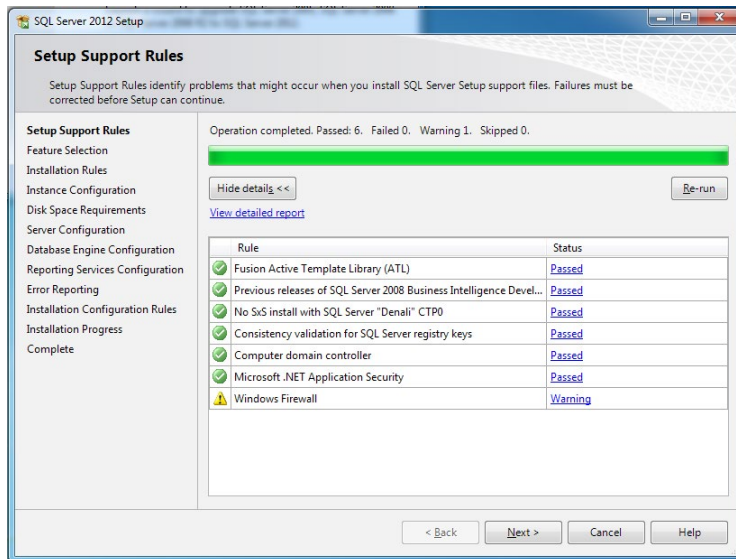 SQL Server 2012 Setup
Setup Support Rules
Setup Support Rules identify problems that might occur when you install SQL Server Setup support files. Failures must be
corrected before Setup can continue.
Setup Support Rules
Feature Selection
Installation Rules
Instance Configuration
Disk Space Requirements
Server Configuration
Database Engine Configuration
Reporting Services Configuration
Error Reporting
Installation Configuration Rules
Installation Progress
Complete
Operation completed. Passed: 6.   Failed 0.   Warning 1.   Skipped 0.
Hide details <<
Re-run
View detailed report
Rule Status
Fusion Active Template Library (ATL) Passed
Previous releases of SQL Server 2008 Business Intelligence Devel... Passed
No SxS install with SQL Server "Denali" CTP0 Passed
Consistency validation for SQL Server registry keys Passed
Computer domain controller Passed
Microsoft .NET Application Security Passed
Windows Firewall Warning
< Back
Next >
Cancel
Help